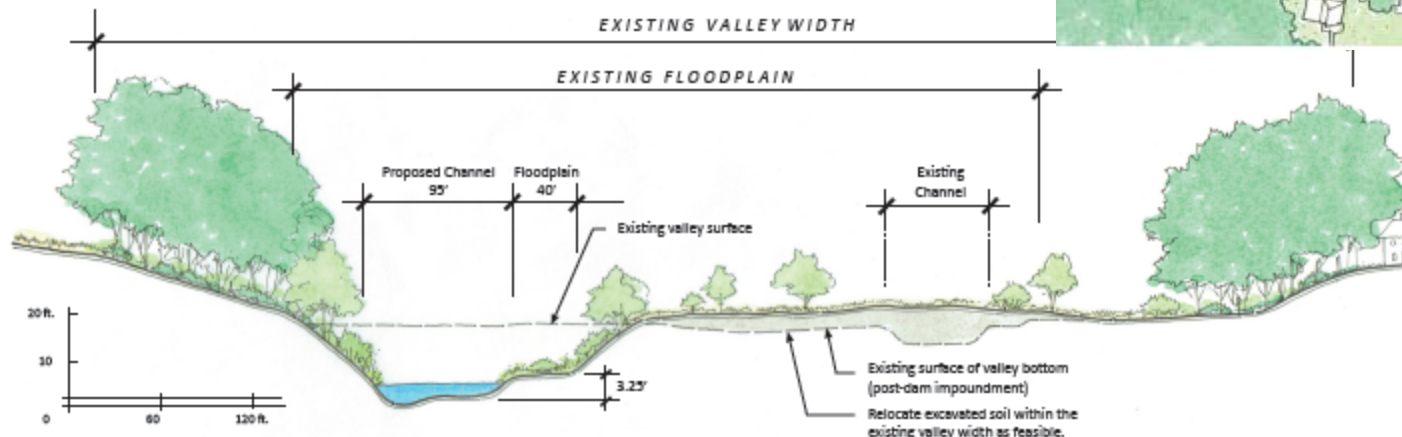 EXISTING VALLEY WIDTH
EXISTING FLOODPLAIN
Proposed Channel
95'
Floodplain
40'
Existing
Channel
Existing valley surface
20 ft.
10
0
60
120 ft.
3.25'
Existing surface of valley bottom
(post-dam impoundment)
Relocate excavated soil within the
existing valley width as feasible.